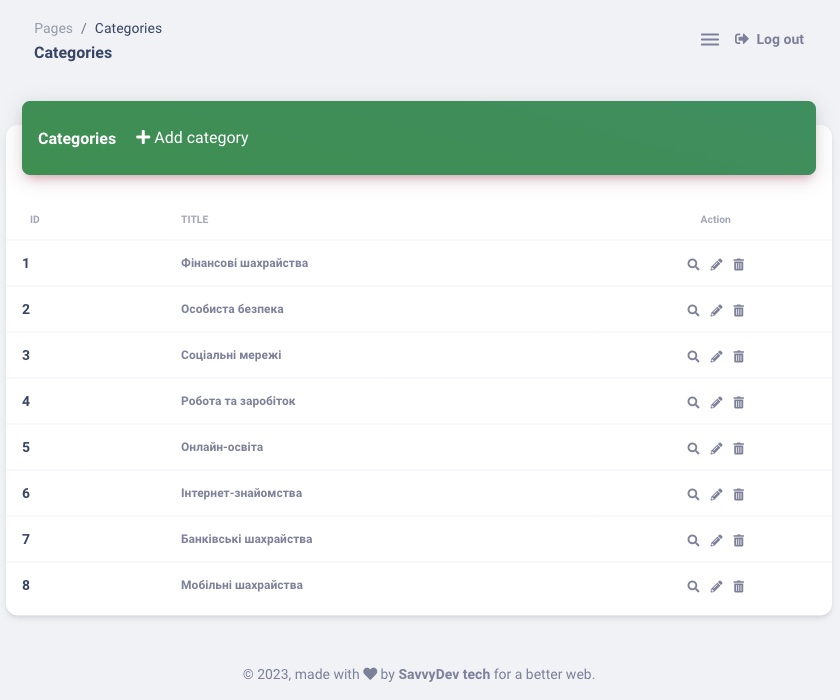 Pages / Categories
Categories
Log out
Categories Add category
ID TITLE Action
1 Фінансові шахрайства
2 Особиста безпека
3 Соціальні мережі
4 Робота та заробіток
5 Онлайн-освіта
6 Інтернет-знайомства
7 Банківські шахрайства
8 Мобільні шахрайства
© 2023, made with by SavvyDev tech for a better web.